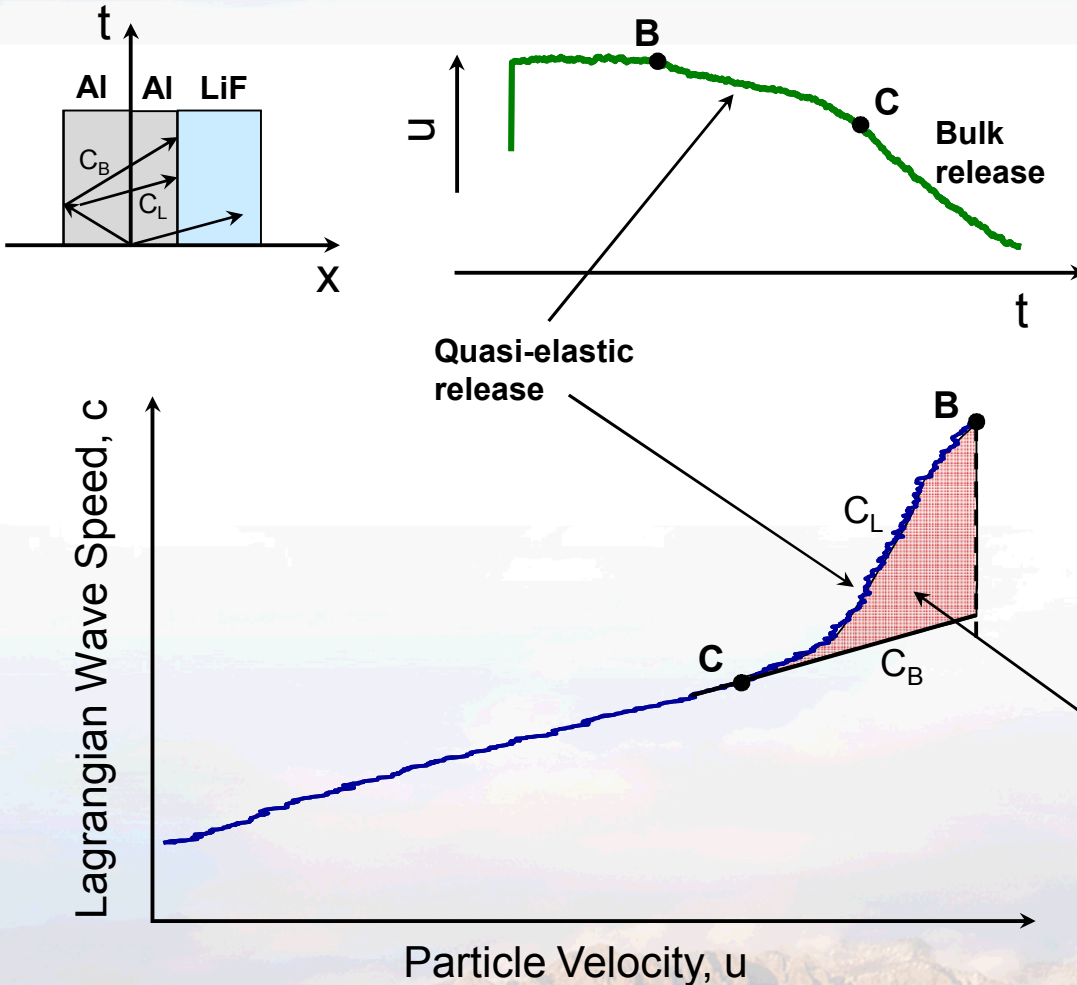 t
Al Al LiF
C_B
C_L
X
u
B
C
Bulk
release
t
Quasi-elastic
release
Lagrangian Wave Speed, c
B
C_L
C
C_B
Particle Velocity, u